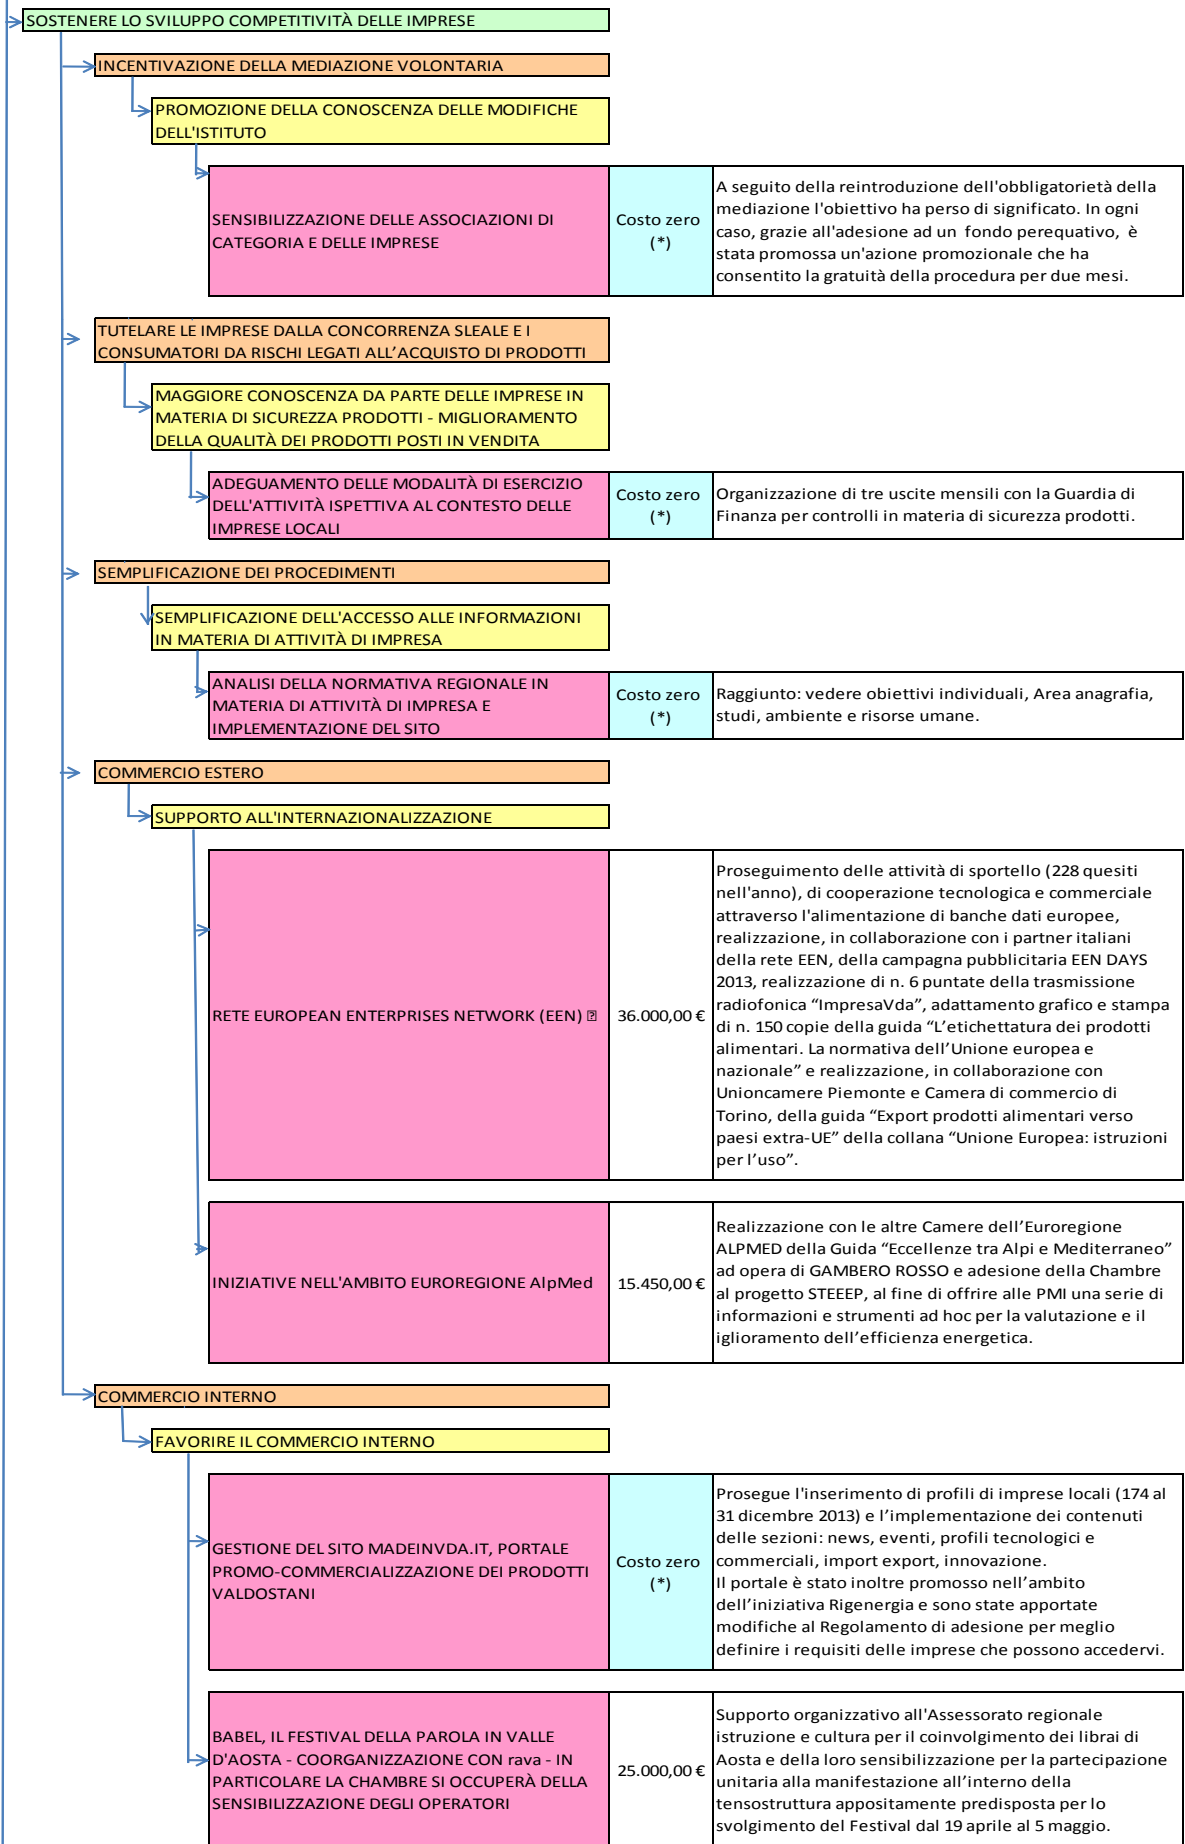 SOSTENERE LO SVILUPPO COMPETITIVITÀ DELLE IMPRESE
INCENTIVAZIONE DELLA MEDIAZIONE VOLONTARIA
PROMOZIONE DELLA CONOSCENZA DELLE MODIFICHE
DELL'ISTITUTO
SENSIBILIZZAZIONE DELLE ASSOCIAZIONI DI
CATEGORIA E DELLE IMPRESE
Costo zero
(*)
A seguito della reintroduzione dell'obbligatorietà della
mediazione l'obiettivo ha perso di significato. In ogni
caso, grazie all'adesione ad un fondo perequativo, è
stata promossa un'azione promozionale che ha
consentito la gratuità della procedura per due mesi.
TUTELARE LE IMPRESE DALLA CONCORRENZA SLEALE E I
CONSUMATORI DA RISCHI LEGATI ALL’ACQUISTO DI PRODOTTI
MAGGIORE CONOSCENZA DA PARTE DELLE IMPRESE IN
MATERIA DI SICUREZZA PRODOTTI - MIGLIORAMENTO
DELLA QUALITÀ DEI PRODOTTI POSTI IN VENDITA
ADEGUAMENTO DELLE MODALITÀ DI ESERCIZIO
DELL'ATTIVITÀ ISPETTIVA AL CONTESTO DELLE
IMPRESE LOCALI
Costo zero
(*)
Organizzazione di tre uscite mensili con la Guardia di
Finanza per controlli in materia di sicurezza prodotti.
SEMPLIFICAZIONE DEI PROCEDIMENTI
SEMPLIFICAZIONE DELL'ACCESSO ALLE INFORMAZIONI
IN MATERIA DI ATTIVITÀ DI IMPRESA
ANALISI DELLA NORMATIVA REGIONALE IN
MATERIA DI ATTIVITÀ DI IMPRESA E
IMPLEMENTAZIONE DEL SITO
Costo zero
(*)
Raggiunto: vedere obiettivi individuali, Area anagrafia,
studi, ambiente e risorse umane.
COMMERCIO ESTERO
SUPPORTO ALL'INTERNAZIONALIZZAZIONE
RETE EUROPEAN ENTERPRISES NETWORK (EEN)
36.000,00 €
Proseguimento delle attività di sportello (228 quesiti
nell'anno), di cooperazione tecnologica e commerciale
attraverso l'alimentazione di banche dati europee,
realizzazione, in collaborazione con i partner italiani
della rete EEN, della campagna pubblicitaria EEN DAYS
2013, realizzazione di n. 6 puntate della trasmissione
radiofonica “ImpresaVda”, adattamento grafico e stampa
di n. 150 copie della guida “L’etichettatura dei prodotti
alimentari. La normativa dell’Unione europea e
nazionale” e realizzazione, in collaborazione con
Unioncamere Piemonte e Camera di commercio di
Torino, della guida “Export prodotti alimentari verso
paesi extra-UE” della collana “Unione Europea: istruzioni
per l’uso”.
INIZIATIVE NELL'AMBITO EUROREGIONE AlpMed
15.450,00 €
Realizzazione con le altre Camere dell’Euroregione
ALPMED della Guida “Eccellenze tra Alpi e Mediterraneo”
ad opera di GAMBERO ROSSO e adesione della Chambre
al progetto STEEEP, al fine di offrire alle PMI una serie di
informazioni e strumenti ad hoc per la valutazione e il
iglioramento dell’efficienza energetica.
COMMERCIO INTERNO
FAVORIRE IL COMMERCIO INTERNO
GESTIONE DEL SITO MADEINVDA.IT, PORTALE
PROMO-COMMERCIALIZZAZIONE DEI PRODOTTI
VALDOSTANI
Costo zero
(*)
Prosegue l'inserimento di profili di imprese locali (174 al
31 dicembre 2013) e l’implementazione dei contenuti
delle sezioni: news, eventi, profili tecnologici e
commerciali, import export, innovazione.
Il portale è stato inoltre promosso nell’ambito
dell’iniziativa Rigenergia e sono state apportate
modifiche al Regolamento di adesione per meglio
definire i requisiti delle imprese che possono accedervi.
BABEL, IL FESTIVAL DELLA PAROLA IN VALLE
D'AOSTA - COORGANIZZAZIONE CON rava - IN
PARTICOLARE LA CHAMBRE SI OCCUPERÀ DELLA
SENSIBILIZZAZIONE DEGLI OPERATORI
25.000,00 €
Supporto organizzativo all'Assessorato regionale
istruzione e cultura per il coinvolgimento dei librai di
Aosta e della loro sensibilizzazione per la partecipazione
unitaria alla manifestazione all’interno della
tensostruttura appositamente predisposta per lo
svolgimento del Festival dal 19 aprile al 5 maggio.